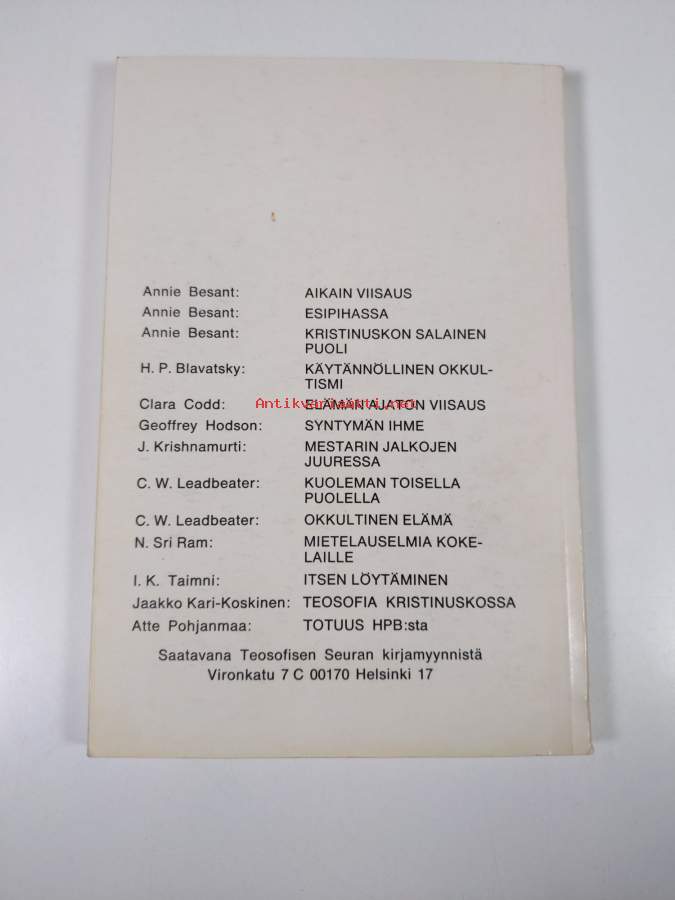 Annie Besant: AIKAIN VIISAUS
Annie Besant: ESIPIHASSA
Annie Besant: KRISTINUSKON SALAINEN
PUOLI
H. P. Blavatsky: KÄYTÄNNÖLLINEN OKKUL-
TISMI
Clara Codd: ELÄMÄN AJATON VIISAUS
Antikvariaatti.net
Geoffrey Hodson: SYNTYMÄN IHME
J. Krishnamurti: MESTARIN JALKOJEN
JUURESSA
C. W. Leadbeater: KUOLEMAN TOISELLA
PUOLELLA
C. W. Leadbeater: OKKULTINEN ELÄMÄ
N. Sri Ram: MIETELAUSELMIA KOKE-
LAILLE
I. K. Taimni: ITSEN LÖYTÄMINEN
Jaakko Kari-Koskinen: TEOSOFIA KRISTINUSKOSSA
Atte Pohjanmaa: TOTUUS HPB:sta
Saatavana Teosofisen Seuran kirjamyynnistä
Vironkatu 7 C 00170 Helsinki 17